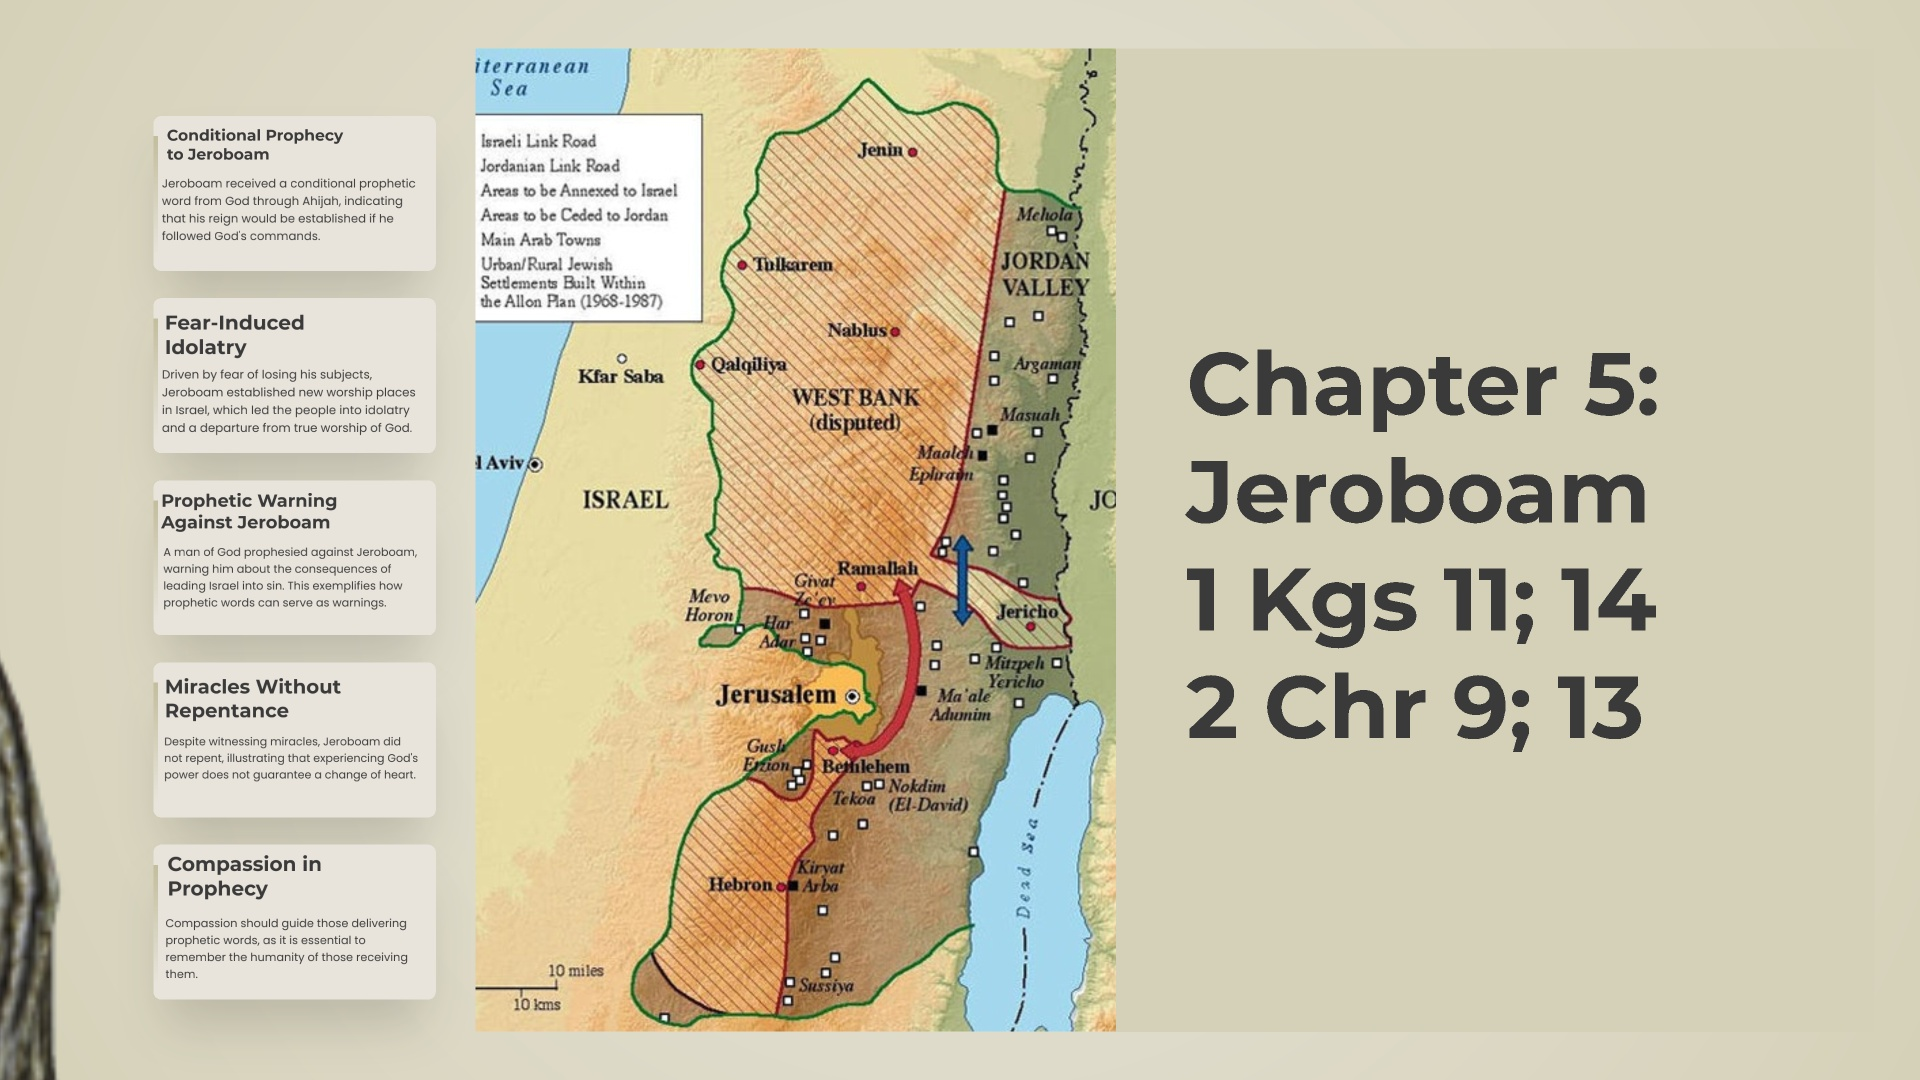 Conditional Prophecy
to Jeroboam
Jeroboam received a conditional prophetic
word from God through Ahijah, indicating
that his reign would be established if he
followed God's commands.
Fear-Induced
Idolatry
Driven by fear of losing his subjects,
Jeroboam established new worship places
in Israel, which led the people into idolatry
and a departure from true worship of God.
Prophetic Warning
Against Jeroboam
A man of God prophesied against Jeroboam,
warning him about the consequences of
leading Israel into sin. This exemplifies how
prophetic words can serve as warnings.
Miracles Without
Repentance
Despite witnessing miracles, Jeroboam did
not repent, illustrating that experiencing God's
power does not guarantee a change of heart.
Compassion in
Prophecy
Compassion should guide those delivering
prophetic words, as it is essential to
remember the humanity of those receiving
them.
iterranean
Sea
Israeli Link Road
Jordanian Link Road
Areas to be Annexed to Israel
Areas to be Ceded to Jordan
Main Arab Towns
Urban/Rural Jewish
Settlements Built Within
the Allon Plan (1968-1987)
Jenin
Mehola
Tulkarem
JORDAN
VALLEY
Nablus
Qalqiliya
Argaman
Kfar Saba
WEST BANK
(disputed)
Masuah
Maaleh
Ephraim
l Aviv
ISRAEL
JO
Ramallah
Givat
Ze'ev
Mevo
Horon
Jericho
Har
Adar
Mitzpeh
Yericho
Jerusalem
Ma'ale
Adumim
Gush
Etzion
Bethlehem
Nokdim
(El-David)
Tekoa
Dead Sea
Kiryat
Arba
Hebron
10 miles
10 kms
Sussiya
Chapter 5:
Jeroboam
1 Kgs 11; 14
2 Chr 9; 13